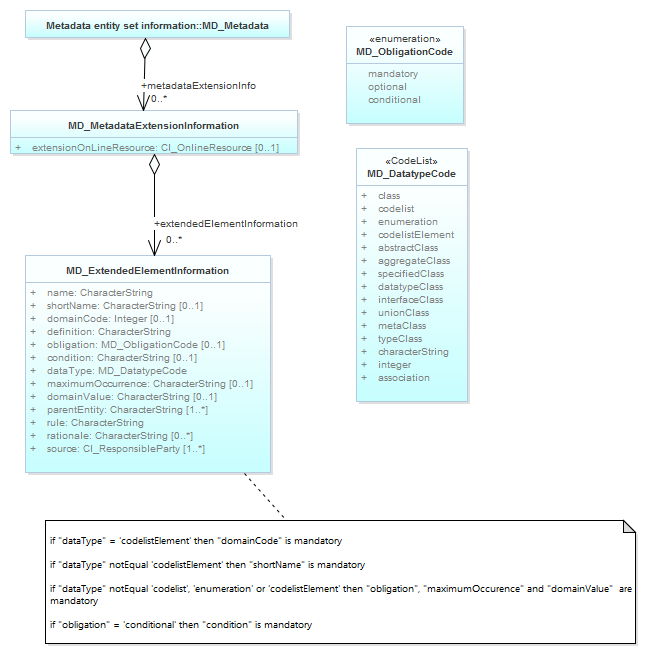 Metadata entity set information::MD_Metadata
+metadataExtensionInfo
0..*
MD_MetadataExtensionInformation
+ extensionOnLineResource: CI_OnlineResource [0..1]
+extendedElementInformation
0..*
MD_ExtendedElementInformation
+ name: CharacterString
+ shortName: CharacterString [0..1]
+ domainCode: Integer [0..1]
+ definition: CharacterString
+ obligation: MD_ObligationCode [0..1]
+ condition: CharacterString [0..1]
+ dataType: MD_DatatypeCode
+ maximumOccurrence: CharacterString [0..1]
+ domainValue: CharacterString [0..1]
+ parentEntity: CharacterString [1..*]
+ rule: CharacterString
+ rationale: CharacterString [0..*]
+ source: CI_ResponsibleParty [1..*]
«enumeration»
MD_ObligationCode
mandatory
optional
conditional
«CodeList»
MD_DatatypeCode
+ class
+ codelist
+ enumeration
+ codelistElement
+ abstractClass
+ aggregateClass
+ specifiedClass
+ datatypeClass
+ interfaceClass
+ unionClass
+ metaClass
+ typeClass
+ characterString
+ integer
+ association
if "dataType" = 'codelistElement' then "domainCode" is mandatory
if "dataType" notEqual 'codelistElement' then "shortName" is mandatory
if "dataType" notEqual 'codelist', 'enumeration' or 'codelistElement' then "obligation", "maximumOccurence" and "domainValue" are
mandatory
if "obligation" = 'conditional' then "condition" is mandatory